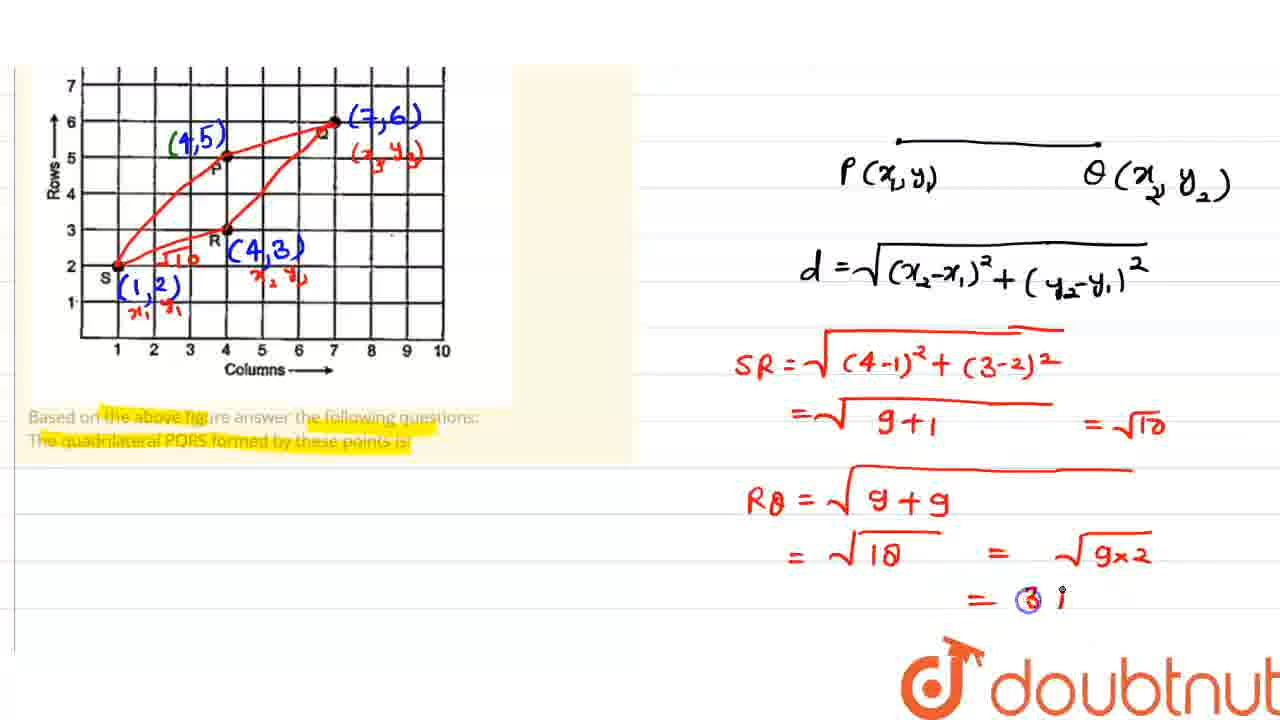 7
6
5
4
3
2
1
Rows
1 2 3 4 5 6 7 8 9 10
Columns
(4,5)
P
Q
(7,6)
(x3, y3)
R
(4,3)
x2 y2
√10
S
(1,2)
x1 y1
Based on the above figure answer the following questions:
The quadrilateral PQRS formed by these points is
P(x1, y1) Q(x2, y2)
d = √(x2-x1)² + (y2-y1)²
SR = √(4-1)² + (3-2)²
= √9+1 = √10
RQ = √9+9
= √18 = √9×2
= 3
doubtnut